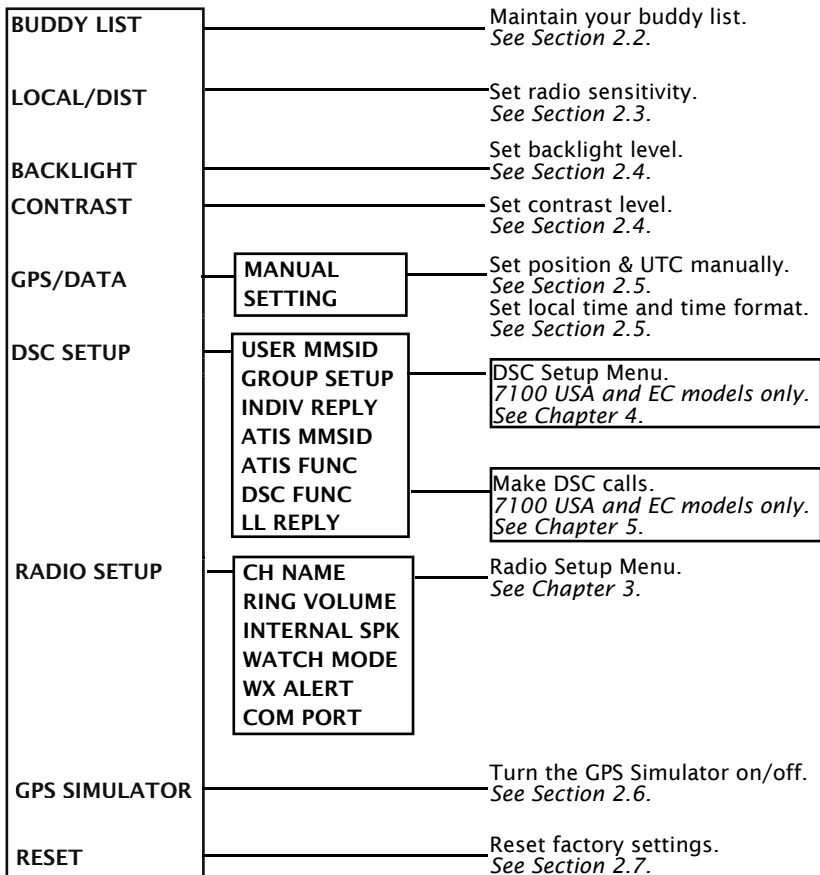 BUDDY LIST
Maintain your buddy list.
See Section 2.2.
LOCAL/DIST
Set radio sensitivity.
See Section 2.3.
BACKLIGHT
Set backlight level.
See Section 2.4.
CONTRAST
Set contrast level.
See Section 2.4.
GPS/DATA
MANUAL
SETTING
Set position & UTC manually.
See Section 2.5.
Set local time and time format.
See Section 2.5.
DSC SETUP
USER MMSID
GROUP SETUP
INDIV REPLY
ATIS MMSID
ATIS FUNC
DSC FUNC
LL REPLY
DSC Setup Menu.
7100 USA and EC models only.
See Chapter 4.
Make DSC calls.
7100 USA and EC models only.
See Chapter 5.
RADIO SETUP
CH NAME
RING VOLUME
INTERNAL SPK
WATCH MODE
WX ALERT
COM PORT
Radio Setup Menu.
See Chapter 3.
GPS SIMULATOR
Turn the GPS Simulator on/off.
See Section 2.6.
RESET
Reset factory settings.
See Section 2.7.